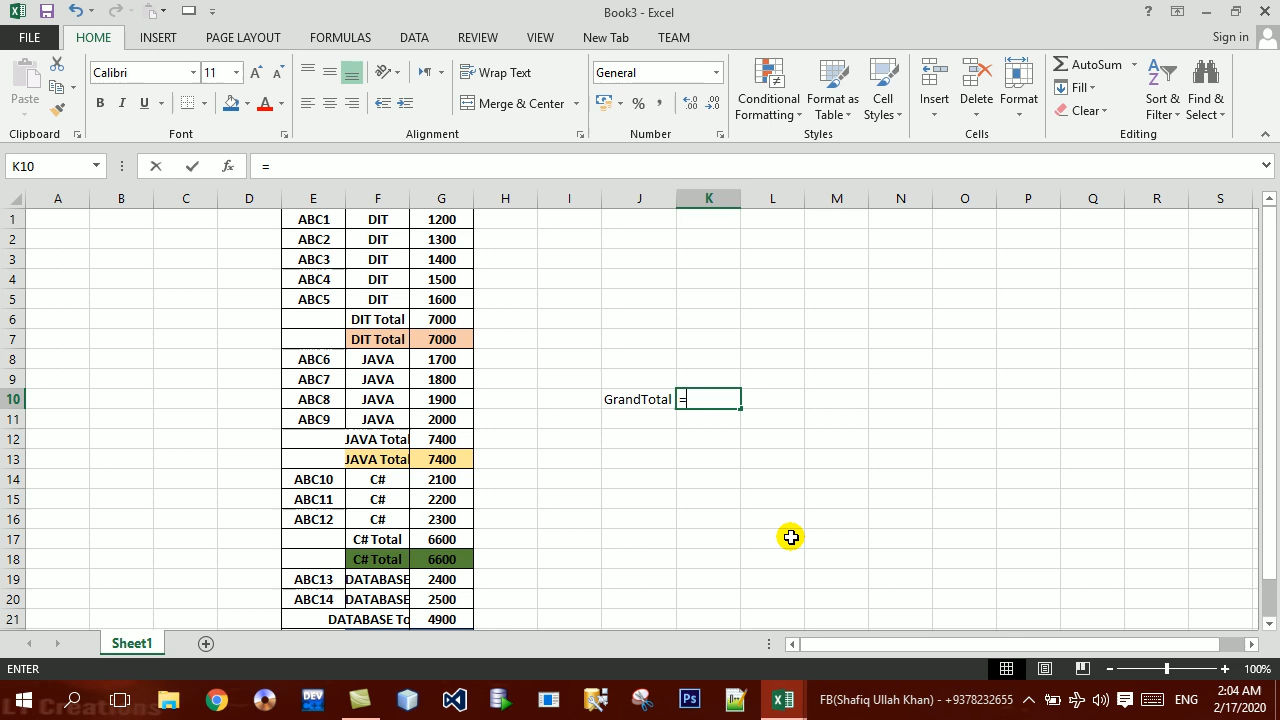 Book3 - Excel
FILE HOME INSERT PAGE LAYOUT FORMULAS DATA REVIEW VIEW New Tab TEAM Sign in
Paste Calibri 11 Wrap Text General Conditional Formatting Format as Table Cell Styles Insert Delete Format AutoSum Sort & Filter Find & Select
B I U Merge & Center % , Fill
Clear
Clipboard Font Alignment Number Styles Cells Editing
K10 fx =
A B C D E F G H I J K L M N O P Q R S
1 ABC1 DIT 1200
2 ABC2 DIT 1300
3 ABC3 DIT 1400
4 ABC4 DIT 1500
5 ABC5 DIT 1600
6 DIT Total 7000
7 DIT Total 7000
8 ABC6 JAVA 1700
9 ABC7 JAVA 1800
10 ABC8 JAVA 1900 GrandTotal =
11 ABC9 JAVA 2000
12 JAVA Total 7400
13 JAVA Total 7400
14 ABC10 C# 2100
15 ABC11 C# 2200
16 ABC12 C# 2300
17 C# Total 6600
18 C# Total 6600
19 ABC13 DATABASE 2400
20 ABC14 DATABASE 2500
21 DATABASE To 4900
Sheet1
ENTER 100%
FB(Shafiq Ullah Khan) - +9378232655 ENG 2:04 AM
2/17/2020
LT Creations